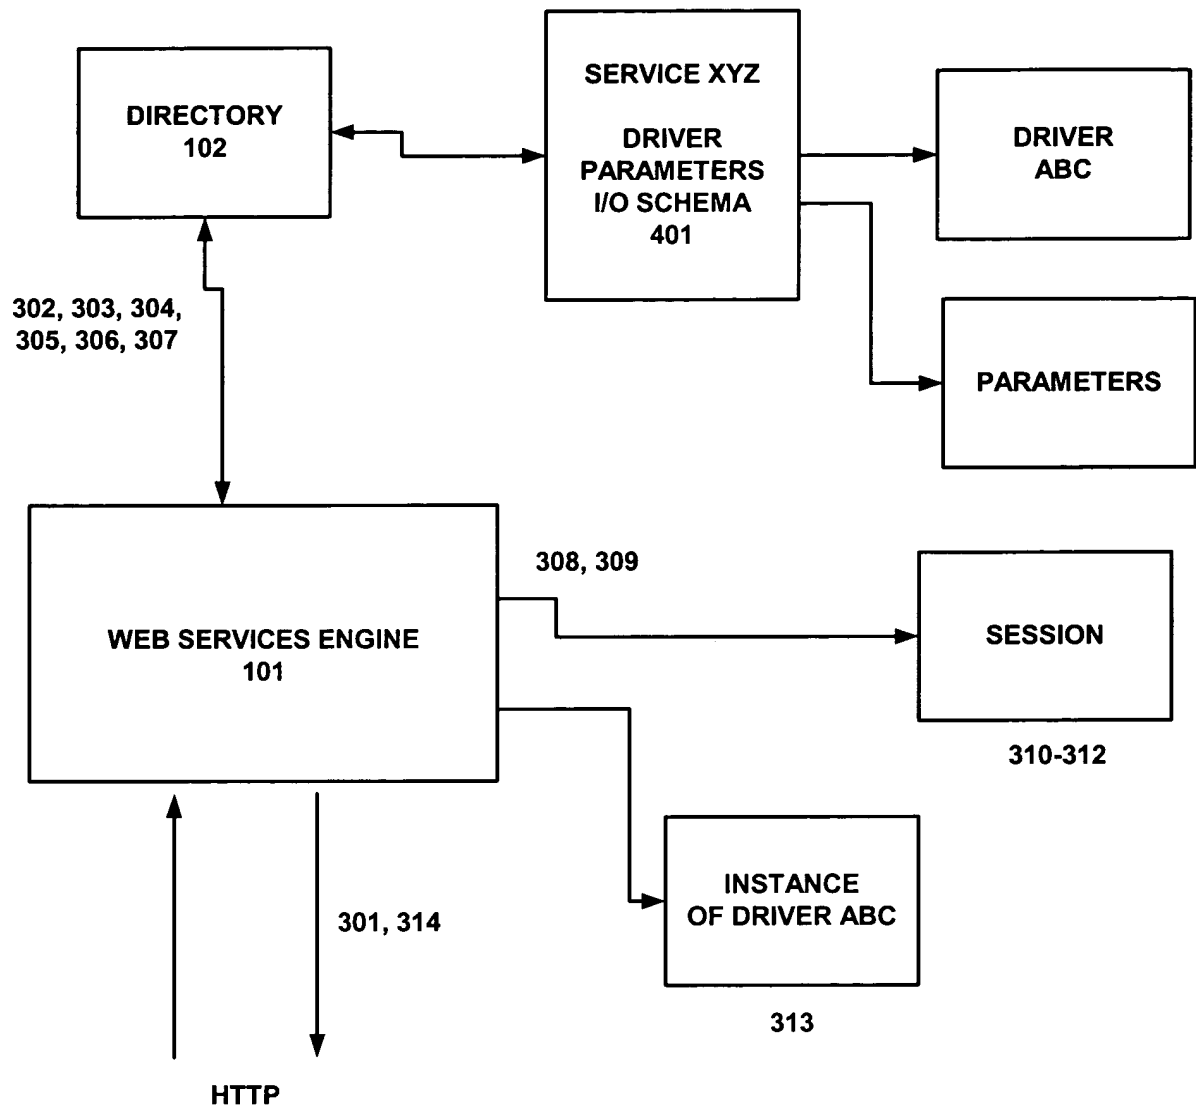 DIRECTORY
102
SERVICE XYZ
DRIVER
PARAMETERS
I/O SCHEMA
401
DRIVER
ABC
302, 303, 304,
305, 306, 307
PARAMETERS
308, 309
WEB SERVICES ENGINE
101
SESSION
310-312
INSTANCE
OF DRIVER ABC
301, 314
313
HTTP